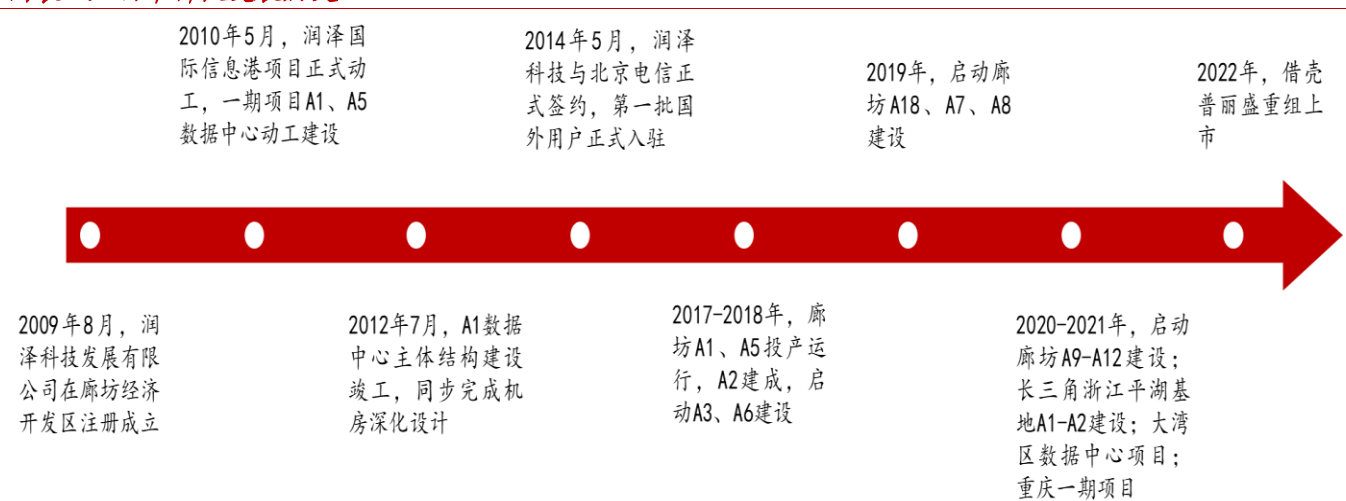 2010年5月，润泽国
际信息港项目正式动
工，一期项目A1、A5
数据中心动工建设
2014年5月，润泽
科技与北京电信正
式签约，第一批国
外用户正式入驻
2019年，启动廊
坊A18、A7、A8
建设
2022年，借壳
普丽盛重组上
市
2009年8月，润
泽科技发展有限
公司在廊坊经济
开发区注册成立
2012年7月，A1数据
中心主体结构建设
竣工，同步完成机
房深化设计
2017-2018年，廊
坊A1、A5投产运
行，A2建成，启
动A3、A6建设
2020-2021年，启动
廊坊A9-A12建设；
长三角浙江平湖基
地A1-A2建设；大湾
区数据中心项目；
重庆一期项目